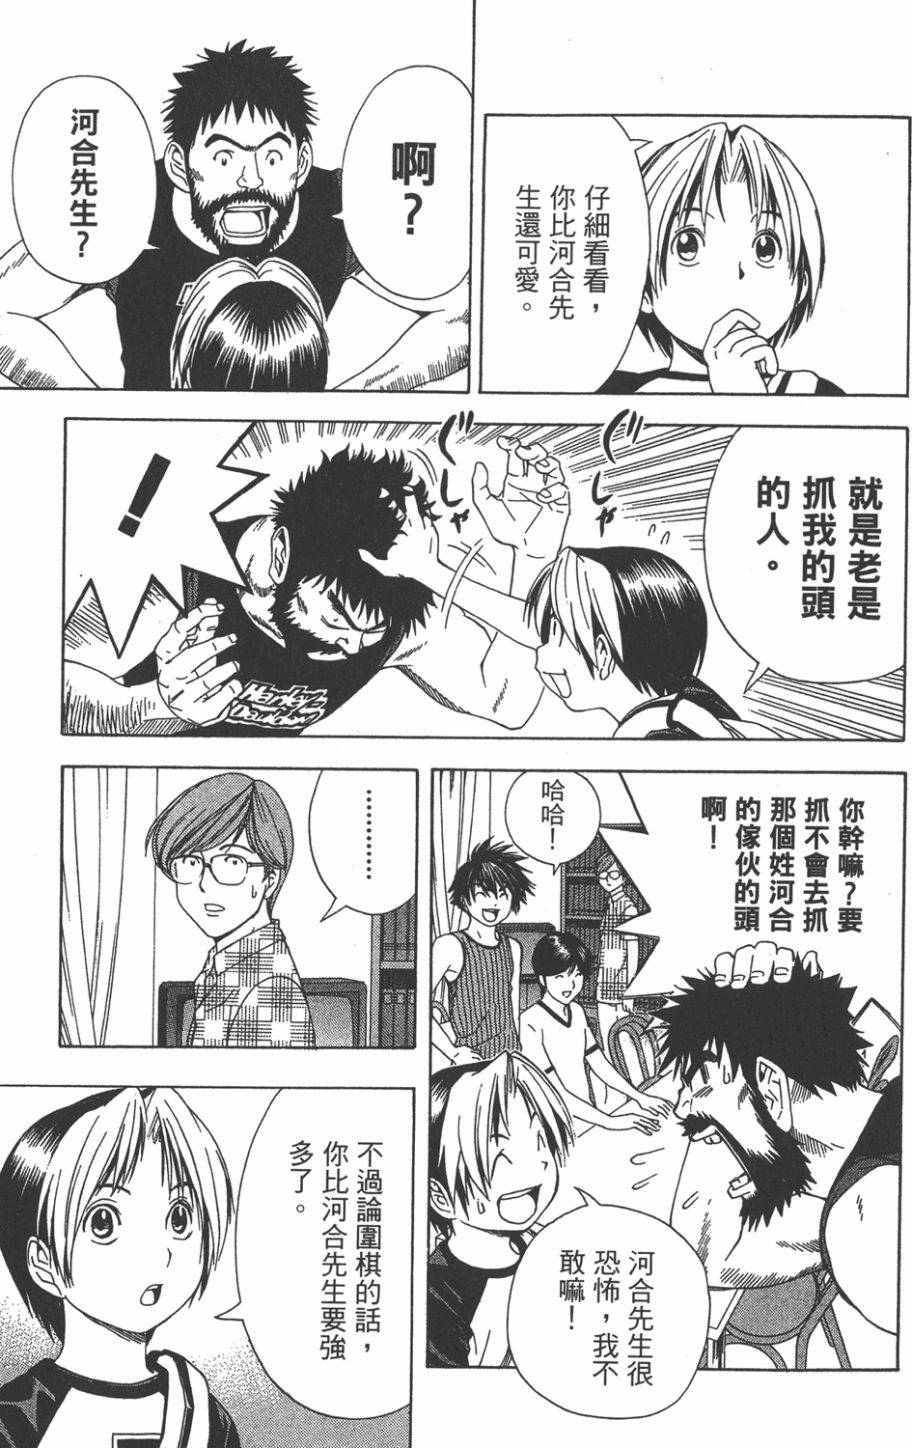 仔細看看，
你比河合先
生還可愛。
啊？
河合先生？
就是老是
抓我的頭
的人。
じ
じゃ
！
你幹嘛？要
抓不會去抓
那個姓河合
的傢伙的頭
啊！
哈
哈！
河合先生很
恐怖，我不
敢嘛！
…………
不過論圍棋的話，
你比河合先生要強
多了。